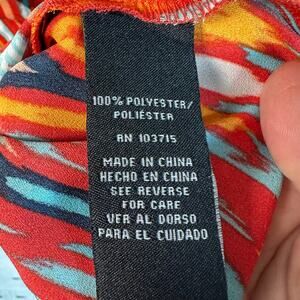 100% POLYESTER/
POLIÉSTER
RN 103715
MADE IN CHINA
HECHO EN CHINA
SEE REVERSE
FOR CARE
VER AL DORSO
PARA EL CUIDADO